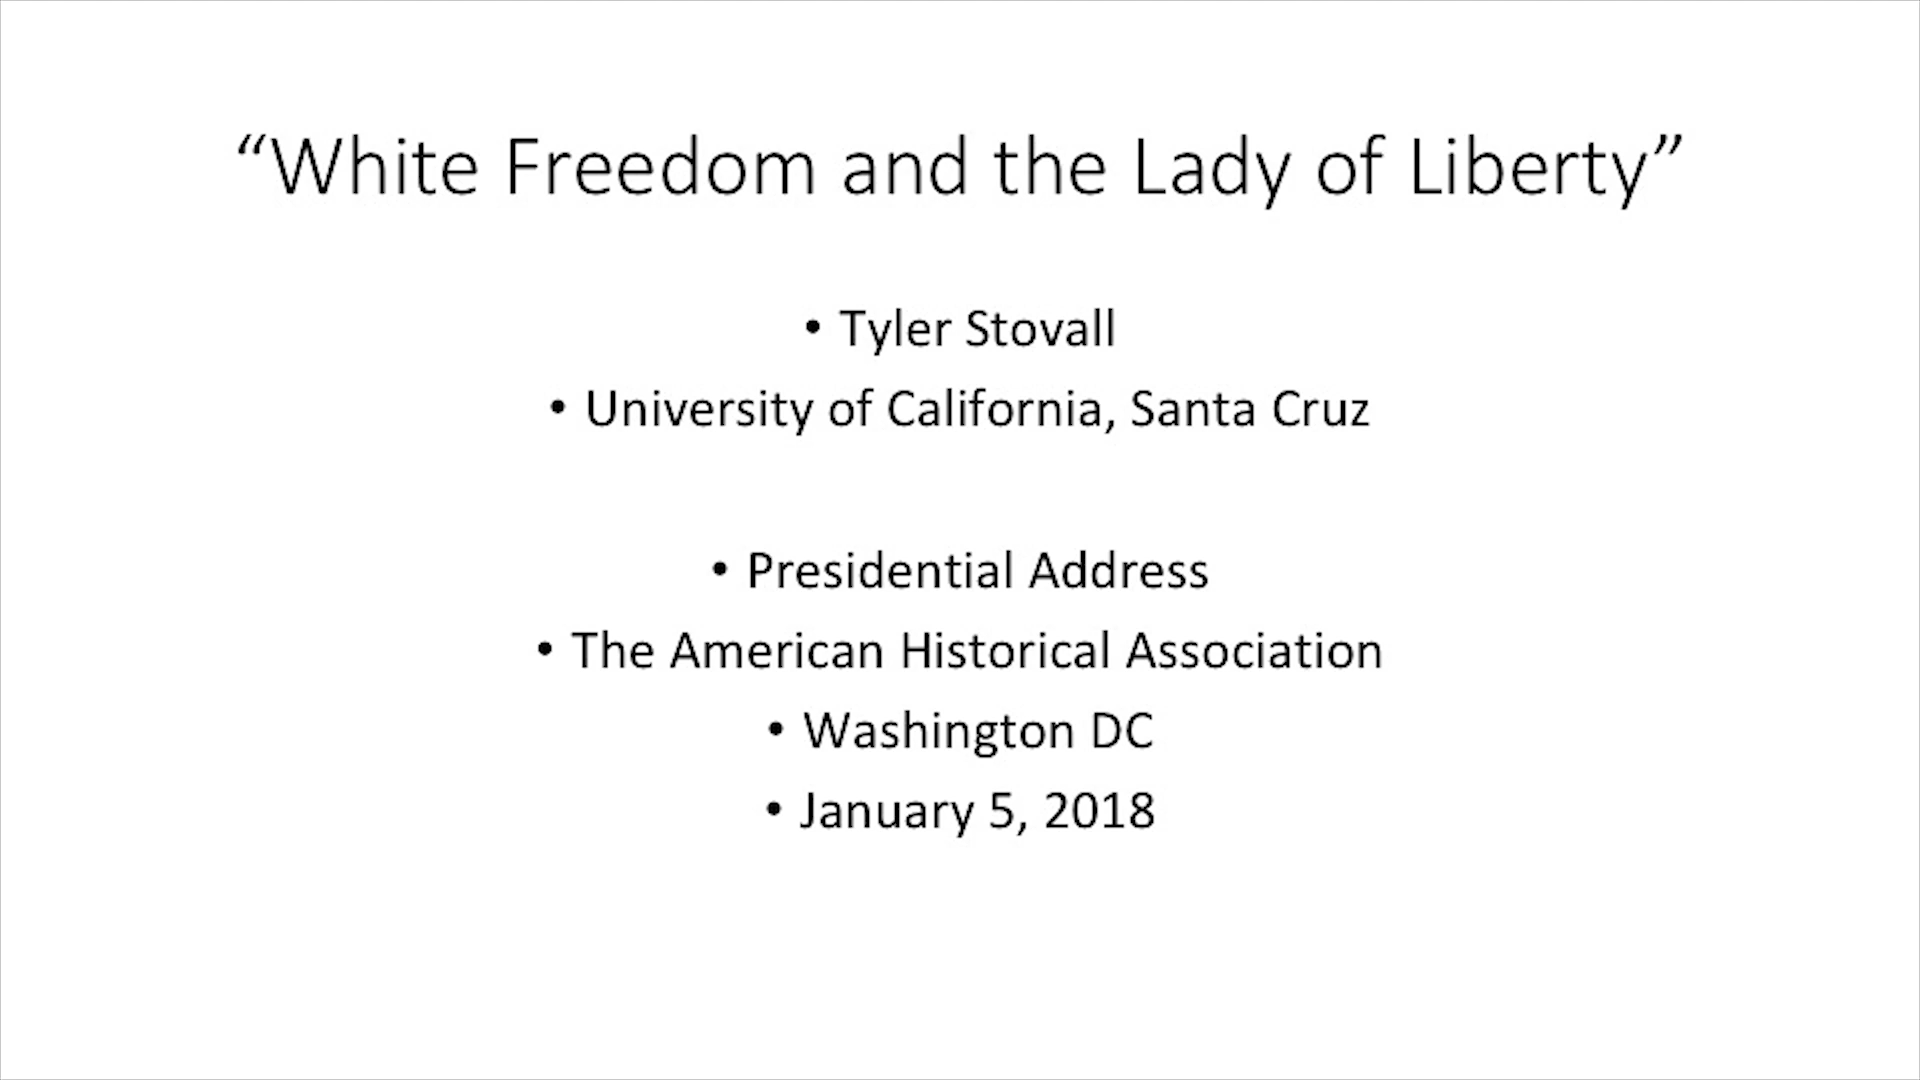 “White Freedom and the Lady of Liberty”
• Tyler Stovall
• University of California, Santa Cruz
• Presidential Address
• The American Historical Association
• Washington DC
• January 5, 2018